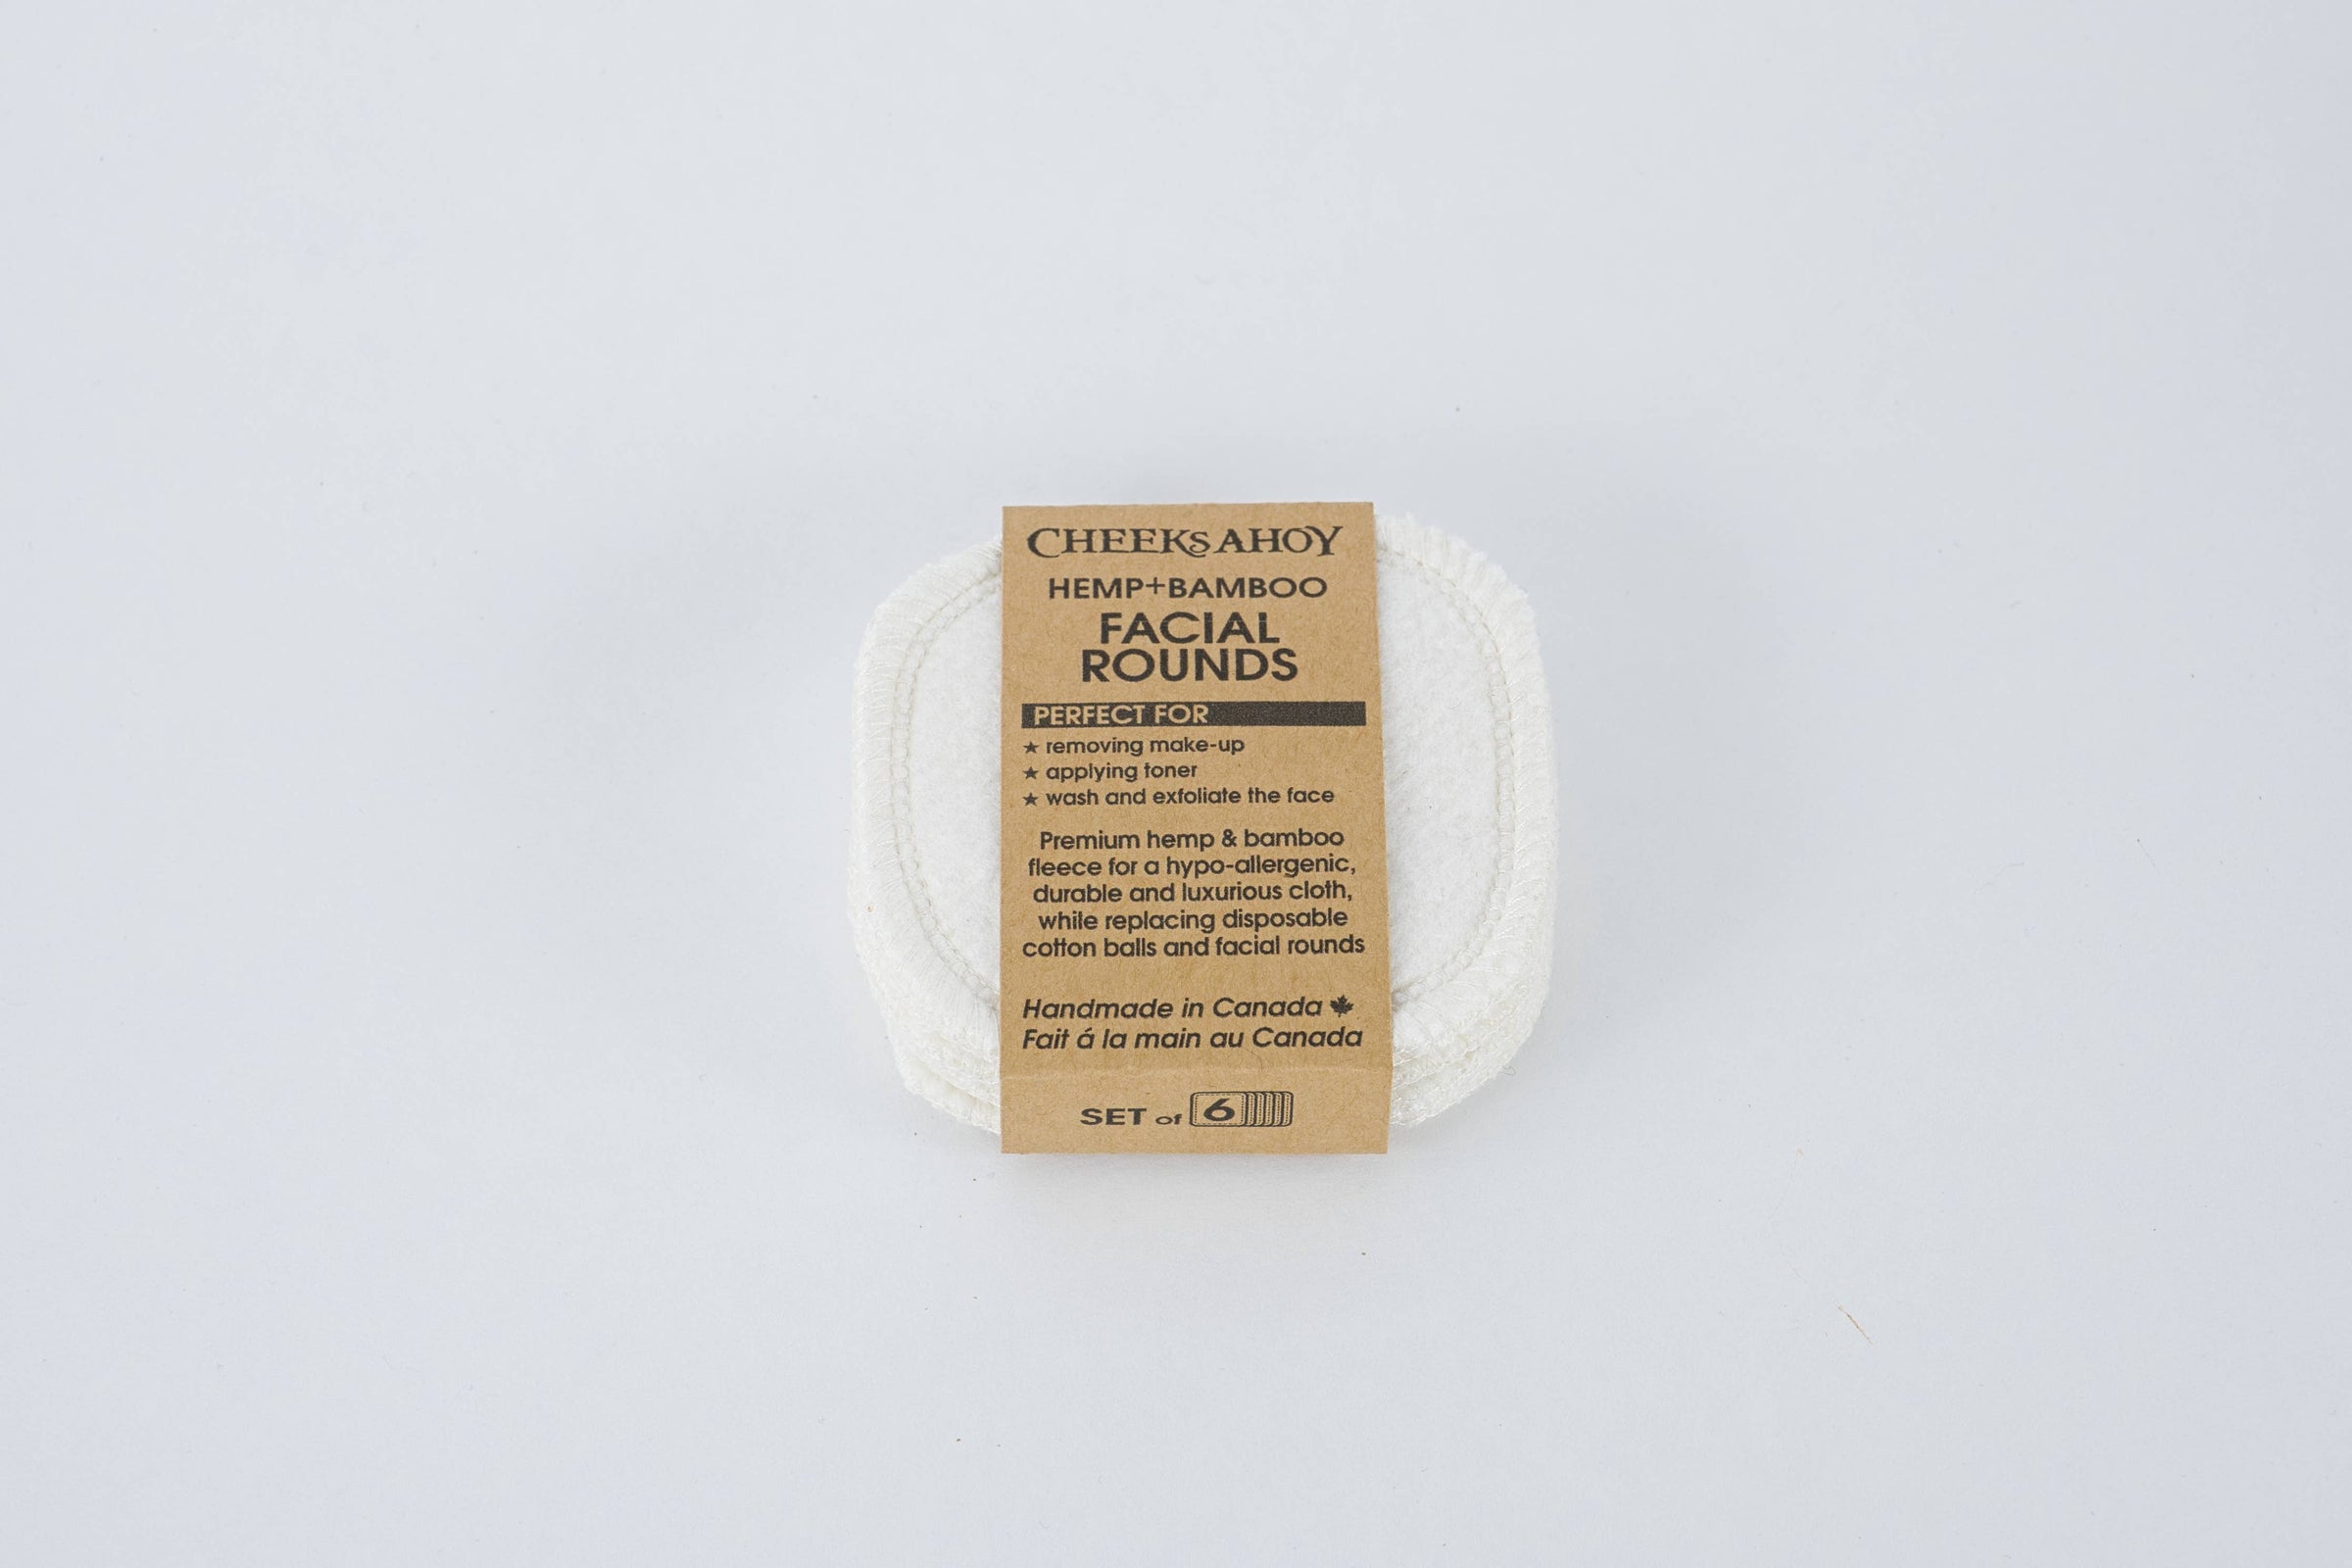 CHEEKS AHOY
HEMP+BAMBOO
FACIAL
ROUNDS
PERFECT FOR
★ removing make-up
★ applying toner
★ wash and exfoliate the face
Premium hemp & bamboo
fleece for a hypo-allergenic,
durable and luxurious cloth,
while replacing disposable
cotton balls and facial rounds
Handmade in Canada
Fait á la main au Canada
SET of 6